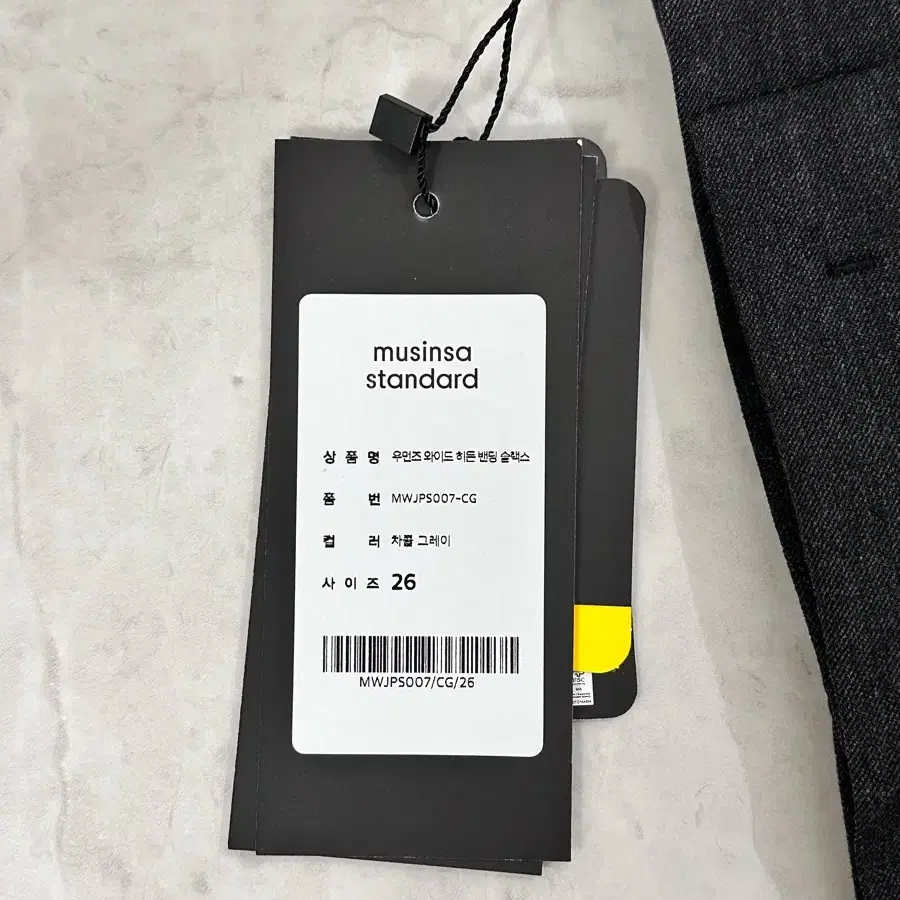 musinsa
standard
상 품 명 우먼즈 와이드 히든 밴딩 슬랙스
품 번 MWJPS007-CG
컬 러 차콜 그레이
사 이 즈 26
MWJPS007/CG/26